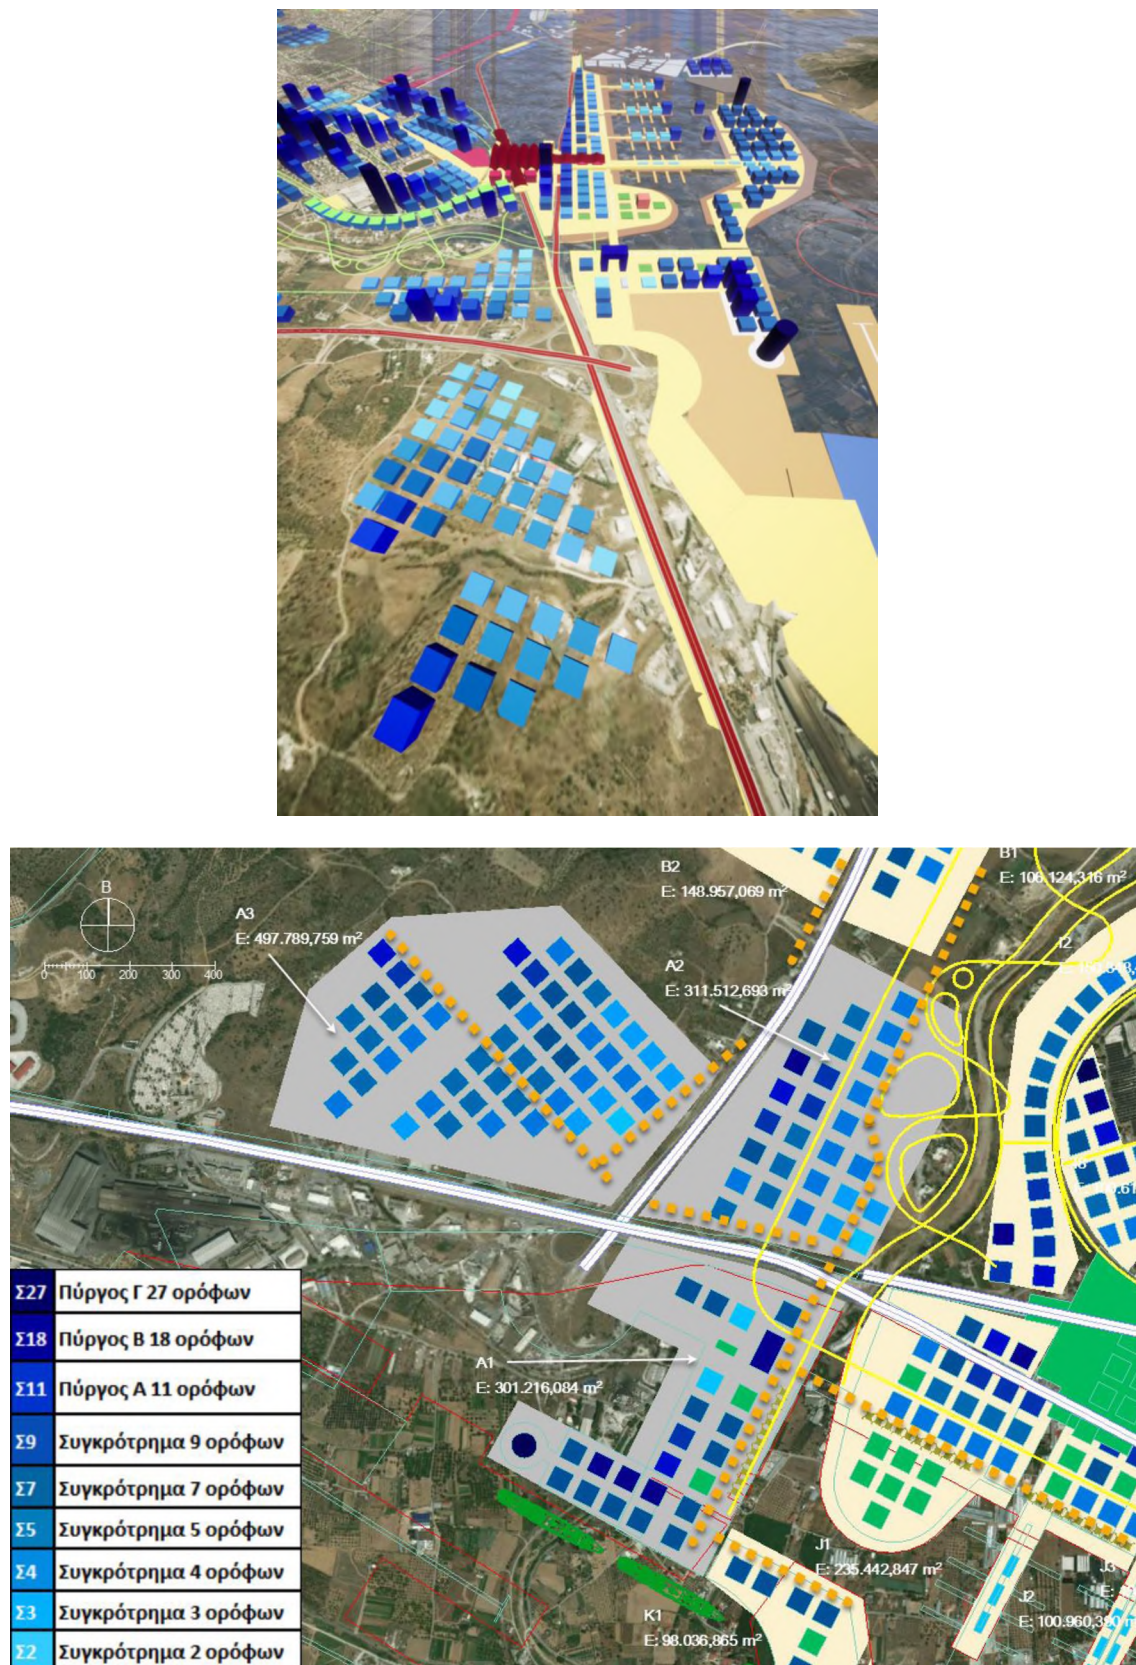 B1
E: 106.124,316 m²
B2
E: 148.957,069 m²
B
0 100 200 300 400
A3
E: 497.789,759 m²
A2
E: 311.512,693 m²
I2
A1
E: 301.216,084 m²
Σ27 Πύργος Γ 27 ορόφων
Σ18 Πύργος Β 18 ορόφων
Σ11 Πύργος Α 11 ορόφων
Σ9 Συγκρότημα 9 ορόφων
Σ7 Συγκρότημα 7 ορόφων
Σ5 Συγκρότημα 5 ορόφων
Σ4 Συγκρότημα 4 ορόφων
Σ3 Συγκρότημα 3 ορόφων
Σ2 Συγκρότημα 2 ορόφων
J1
E: 235.442,847 m²
J3
E:
J2
E: 100.960,390 m
K1
E: 98.036,865 m²